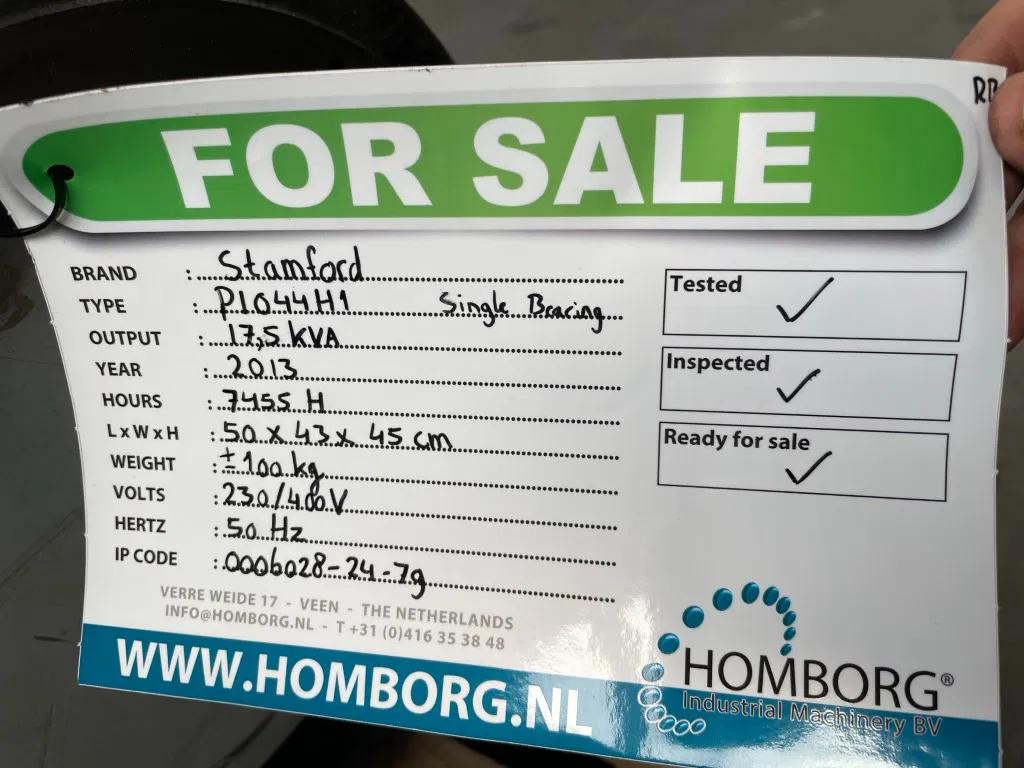 FOR SALE
BRAND : Stamford
TYPE : P1044H1 Single Bearing
OUTPUT : 17,5 KVA
YEAR : 2013
HOURS : 7455 H
L x W x H : 50 x 43 x 45 cm
WEIGHT : ± 100 kg
VOLTS : 230/400 V
HERTZ : 50 Hz
IP CODE : 0006028-24-7g
Tested ✓
Inspected ✓
Ready for sale ✓
VERRE WEIDE 17 - VEEN - THE NETHERLANDS
INFO@HOMBORG.NL - T +31 (0)416 35 38 48
WWW.HOMBORG.NL
HOMBORG®
Industrial Machinery BV